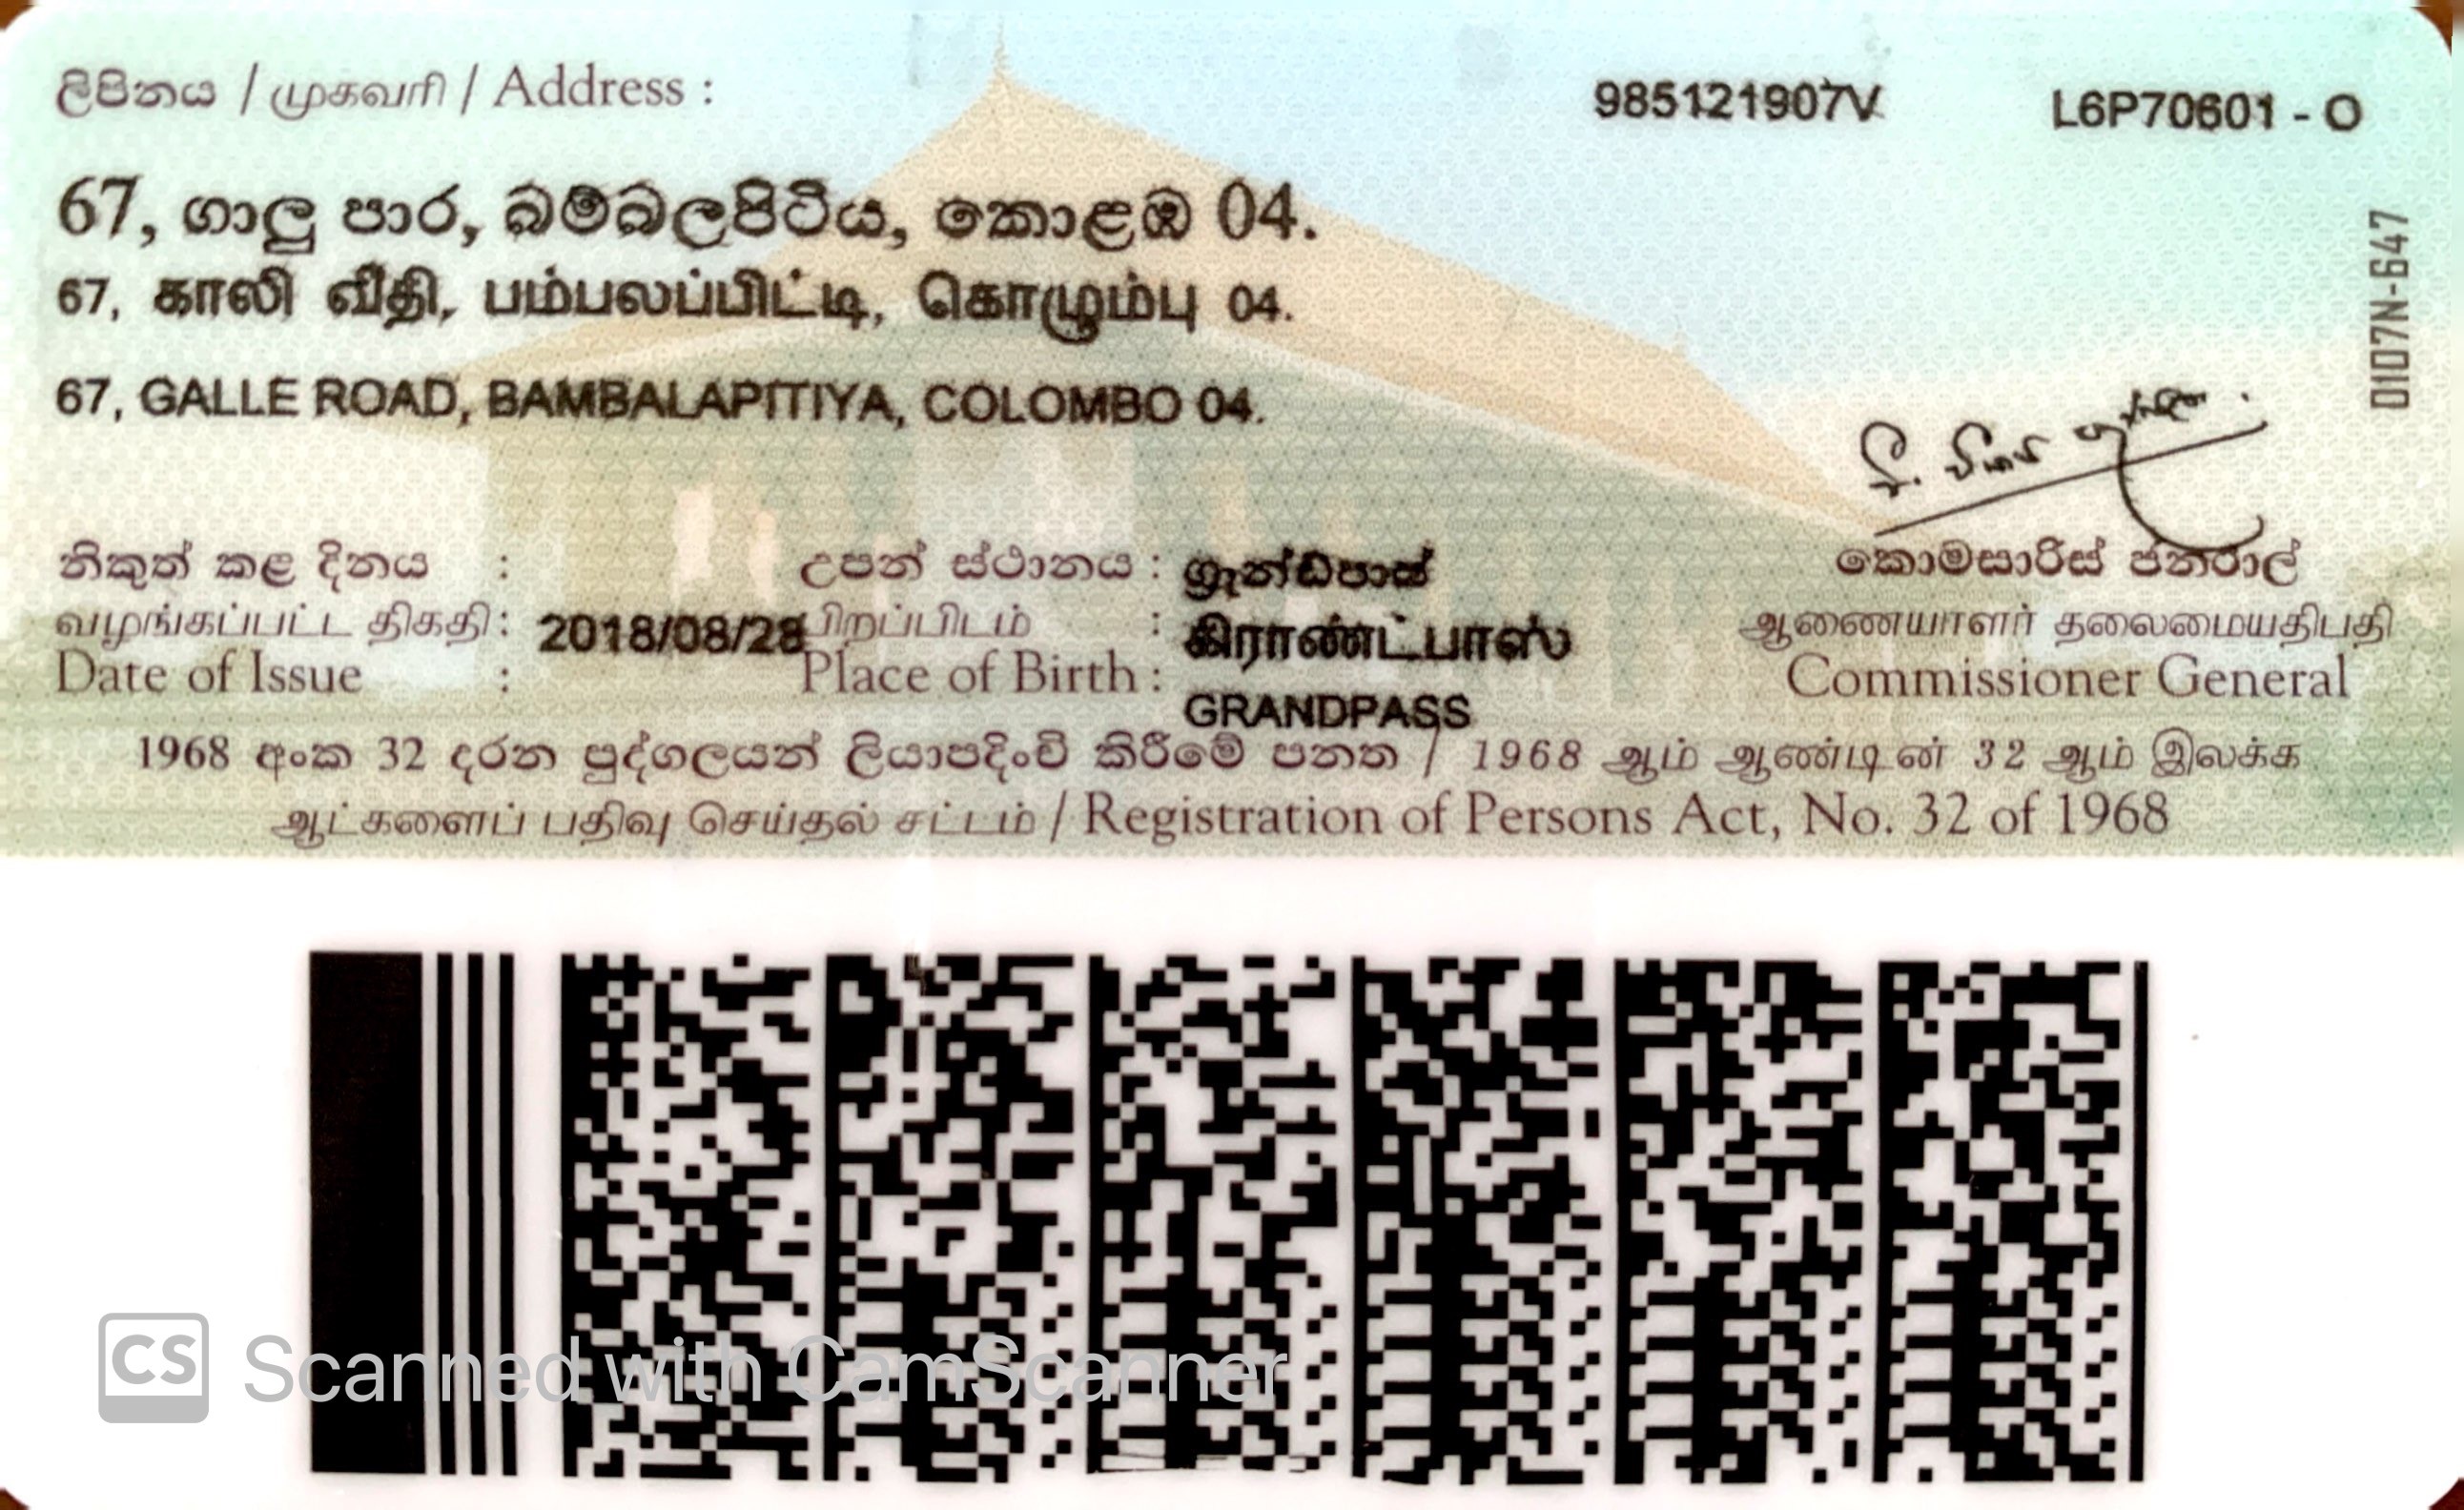 ලිපිනය / முகவரி / Address :
985121907V
L6P70601 - O
67, ගාලු පාර, බම්බලපිටිය, කොළඹ 04.
67, காலி வீதி, பம்பலப்பிட்டி, கொழும்பு 04.
67, GALLE ROAD, BAMBALAPITIYA, COLOMBO 04.
0107N-647
නිකුත් කළ දිනය :
வழங்கப்பட்ட திகதி : 2018/08/28
Date of Issue :
උපන් ස්ථානය : ග්‍රෑන්ඩ්පාස්
பிறப்பிடம் : கிராண்ட்பாஸ்
Place of Birth : GRANDPASS
කොමසාරිස් ජනරාල්
ஆணையாளர் தலைமையதிபதி
Commissioner General
1968 අංක 32 දරන පුද්ගලයන් ලියාපදිංචි කිරීමේ පනත / 1968 ஆம் ஆண்டின் 32 ஆம் இலக்க
ஆட்களைப் பதிவு செய்தல் சட்டம் / Registration of Persons Act, No. 32 of 1968
CS Scanned with CamScanner